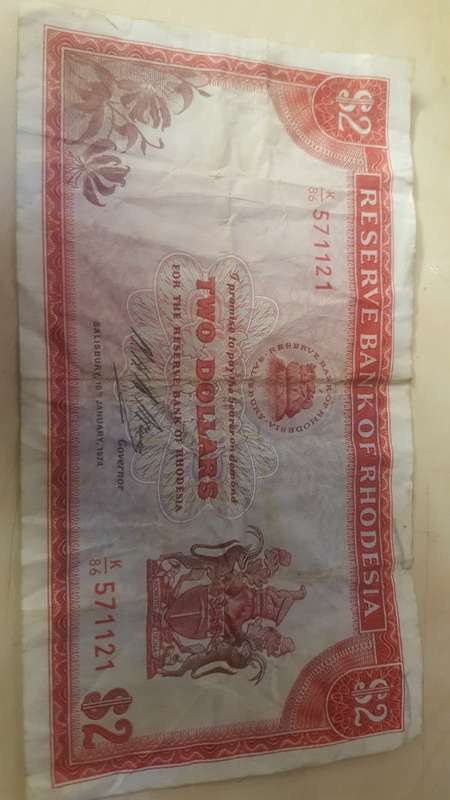 $2
RESERVE BANK OF RHODESIA
$2
K/86 571121
RESERVE BANK OF RHODESIA
I promise to pay the bearer on demand
TWO DOLLARS
FOR THE RESERVE BANK OF RHODESIA
Governor
SALISBURY, 10TH JANUARY, 1974.
K/86 571121
$2